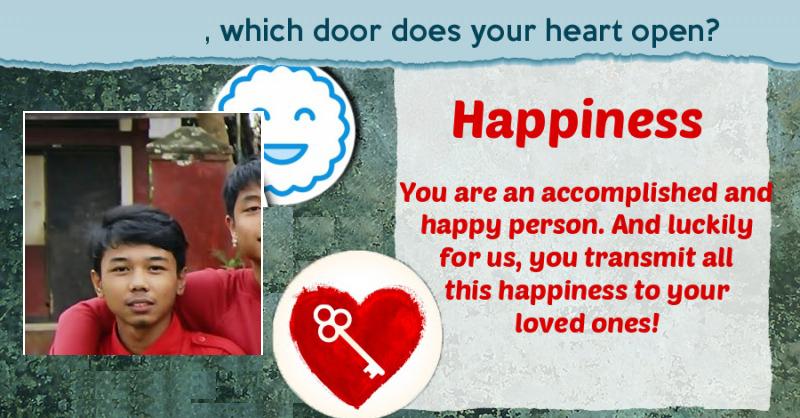 , which door does your heart open?
Happiness
You are an accomplished and
happy person. And luckily
for us, you transmit all
this happiness to your
loved ones!